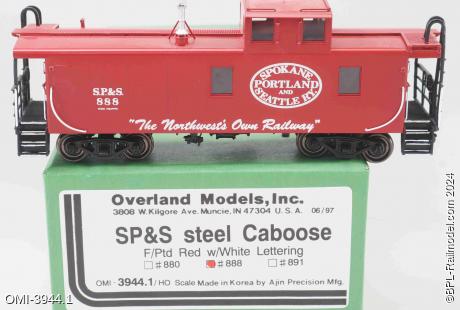 S.P.&S.
888
SPOKANE
PORTLAND
AND
SEATTLE RY.
"The Northwest's Own Railway"
Overland Models, Inc.
3808 W. Kilgore Ave. Muncie, IN 47304 U.S.A. 06/97
SP&S steel Caboose
F/Ptd Red w/White Lettering
#880 #888 #891
OMI-3944.1/HO Scale Made in Korea by Ajin Precision Mfg.
OMI-3944.1
©BPL-Railmodel.com 2024